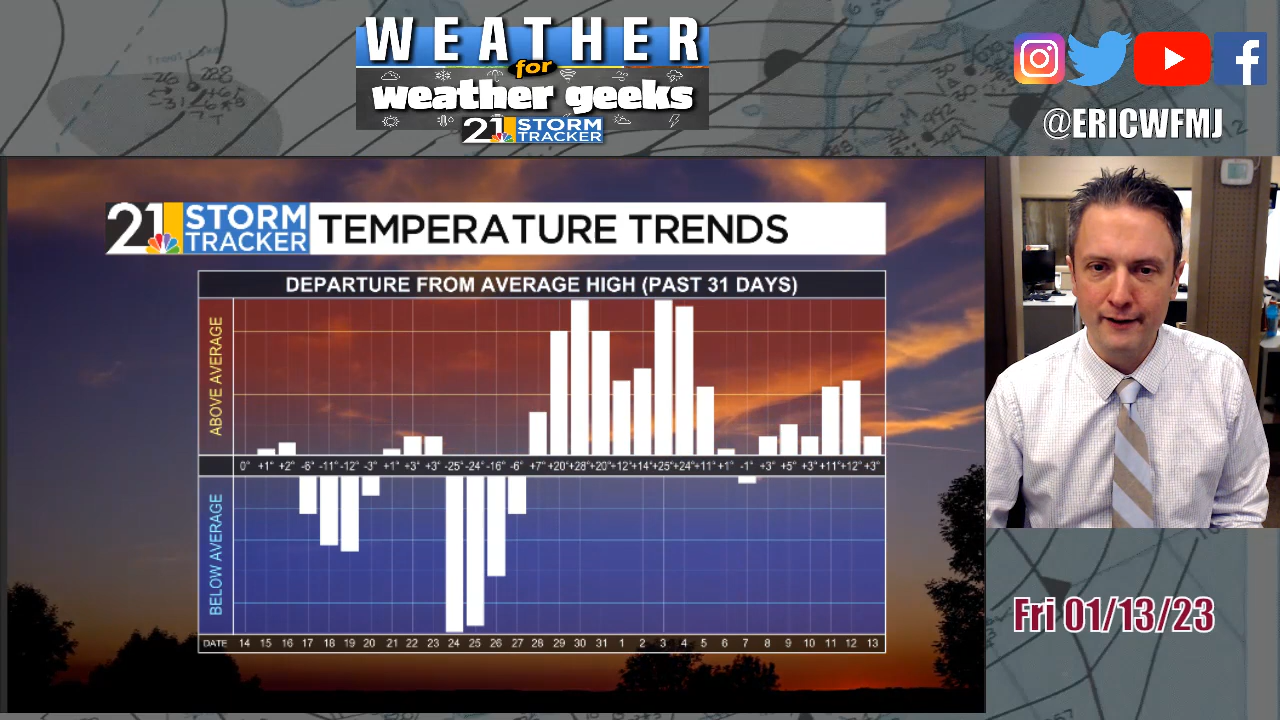 WEATHER
for
weather geeks
21 STORM
TRACKER
@ERICWFMJ
21 STORM
TRACKER
TEMPERATURE TRENDS
DEPARTURE FROM AVERAGE HIGH (PAST 31 DAYS)
ABOVE AVERAGE
0° +1° +2° -6° -11° -12° -3° +1° +3° +3° -25° -24° -16° -6° +7° +20° +28° +20° +12° +14° +25° +24° +11° +1° -1° +3° +5° +3° +11° +12° +3°
BELOW AVERAGE
DATE 14 15 16 17 18 19 20 21 22 23 24 25 26 27 28 29 30 31 1 2 3 4 5 6 7 8 9 10 11 12 13
Fri 01/13/23